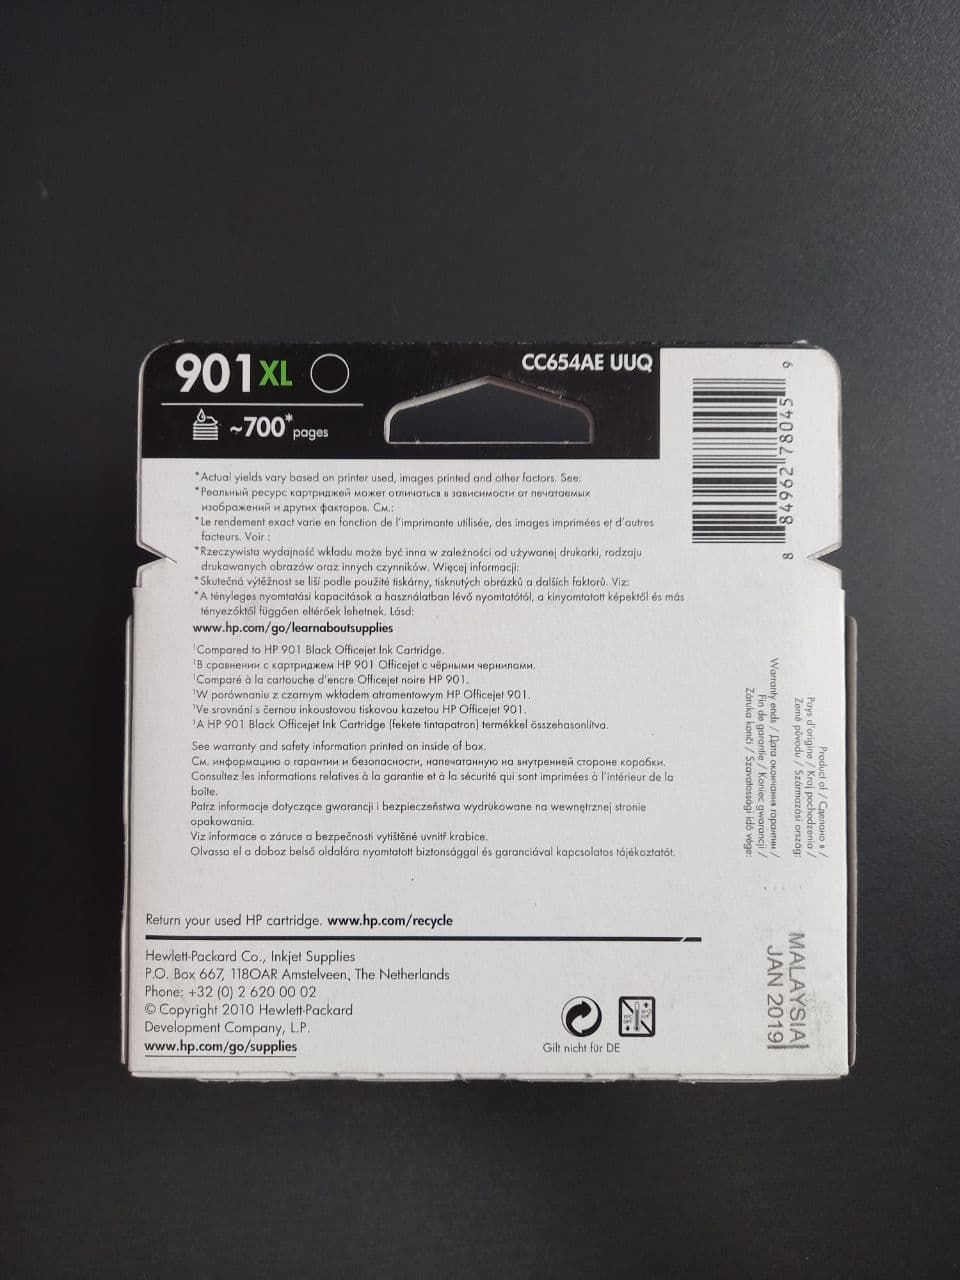 901XL
CC654AE UUQ
~700* pages
*Actual yields vary based on printer used, images printed and other factors. See:
*Реальный ресурс картриджей может отличаться в зависимости от печатаемых
изображений и других факторов. См.:
*Le rendement exact varie en fonction de l'imprimante utilisée, des images imprimées et d'autres
facteurs. Voir :
*Rzeczywista wydajność wkładu może być inna w zależności od używanej drukarki, rodzaju
drukowanych obrazów oraz innych czynników. Więcej informacji:
*Skutečná výtěžnost se liší podle použité tiskárny, tisknutých obrázků a dalších faktorů. Viz:
*A tényleges nyomtatási kapacitások a használatban lévő nyomtatótól, a kinyomtatott képektől és más
tényezőktől függően eltérőek lehetnek. Lásd:
www.hp.com/go/learnaboutsupplies
¹Compared to HP 901 Black Officejet Ink Cartridge.
¹В сравнении с картриджем HP 901 Officejet с чёрными чернилами.
¹Comparé à la cartouche d'encre Officejet noire HP 901.
¹W porównaniu z czarnym wkładem atramentowym HP Officejet 901.
¹Ve srovnání s černou inkoustovou tiskovou kazetou HP Officejet 901.
¹A HP 901 Black Officejet Ink Cartridge (fekete tintapatron) termékkel összehasonlítva.
See warranty and safety information printed on inside of box.
См. информацию о гарантии и безопасности, напечатанную на внутренней стороне коробки.
Consultez les informations relatives à la garantie et à la sécurité qui sont imprimées à l'intérieur de la
boîte.
Patrz informacje dotyczące gwarancji i bezpieczeństwa wydrukowane na wewnętrznej stronie
opakowania.
Viz informace o záruce a bezpečnosti vytištěné uvnitř krabice.
Olvassa el a doboz belső oldalára nyomtatott biztonsággal és garanciával kapcsolatos tájékoztatót.
Return your used HP cartridge. www.hp.com/recycle
Hewlett-Packard Co., Inkjet Supplies
P.O. Box 667, 1180AR Amstelveen, The Netherlands
Phone: +32 (0) 2 620 00 02
© Copyright 2010 Hewlett-Packard
Development Company, L.P.
www.hp.com/go/supplies
Gilt nicht für DE
8 84962 78045 9
Product of / Сделано в /
Pays d'origine / Kraj pochodzenia /
Země původu / Származási ország:
Warranty ends / Дата окончания гарантии /
Fin de garantie / Koniec gwarancji /
Záruka končí / Szavatossági idő vége:
MALAYSIA
JAN 2019